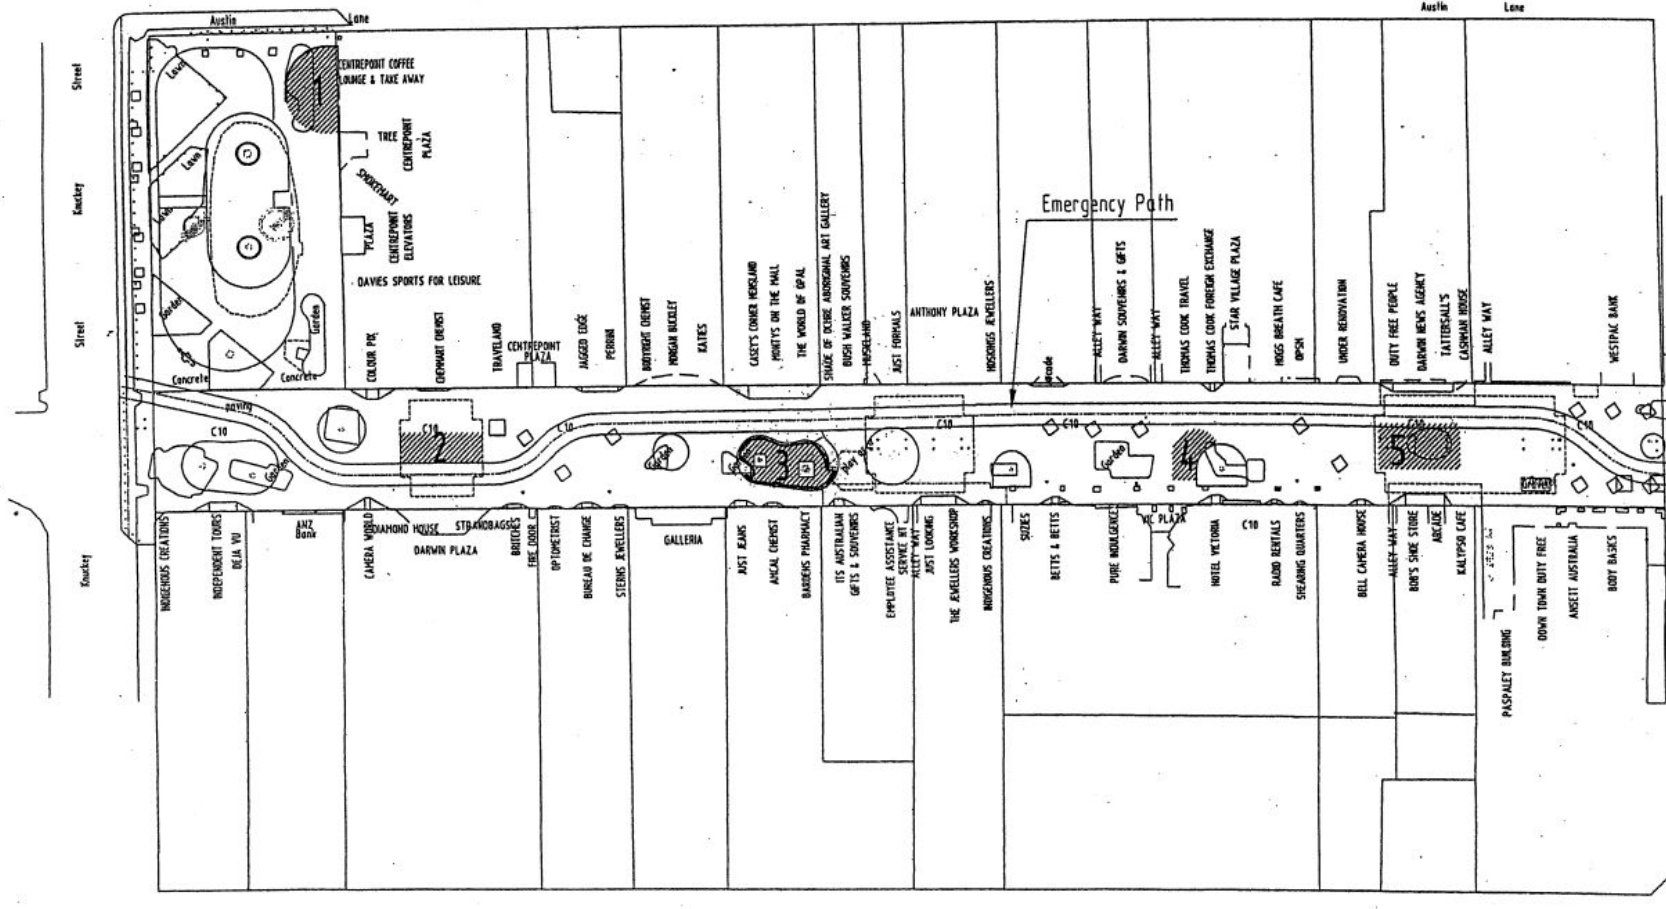 Austin
Lane
Austin
Lane
Street
Knuckey
Street
Knuckey
CENTREPOINT COFFEE
LOUNGE & TAKE AWAY
1
Lawn
Lawn
TREE
CENTREPOINT
PLAZA
SMOKEMART
PLAZA
CENTREPOINT
ELEVATORS
DAVIES SPORTS FOR LEISURE
Garden
Garden
Concrete
Concrete
Emergency Path
COLOUR PIX
CHEMMART CHEMIST
TRAVELAND
CENTREPOINT
PLAZA
JAGGED EDGE
PERRINI
BODYRIGHT CHEMIST
MORGAN BUCKLEY
KATIES
CASEY'S CORNER MENSLAND
MONTY'S ON THE MALL
THE WORLD OF OPAL
SHADE OF OCHRE ABORIGINAL ART GALLERY
BUSH WALKER SOUVENIRS
JUST FORMALS
ANTHONY PLAZA
HOSKINGS JEWELLERS
ALLEY WAY
DARWIN SOUVENIRS & GIFTS
ALLEY WAY
THOMAS COOK TRAVEL
THOMAS COOK FOREIGN EXCHANGE
STAR VILLAGE PLAZA
HOGG BREATH CAFE
OPSM
UNDER RENOVATION
DUTY FREE PEOPLE
DARWIN NEWS AGENCY
TATTERSALL'S
CASHMAN HOUSE
ALLEY WAY
WESTPAC BANK
paving
C10
C10
C10
C10
C10
C10
2
3
4
5
Garden
Garden
Garden
INDIGENOUS CREATIONS
INDEPENDENT TOURS
DEJA VU
ANZ
Bank
CAMERA WORLD
DIAMOND HOUSE
STRANDBAGS
DARWIN PLAZA
BRITCHES
FIRE DOOR
OPTOMETRIST
BUREAU DE CHANGE
STERNS JEWELLERS
GALLERIA
JUST JEANS
AMCAL CHEMIST
BARDENS PHARMACY
ITS AUSTRALIAN
GIFTS & SOUVENIRS
EMPLOYEE ASSISTANCE
SERVICE NT
ALLEY WAY
JUST LOOKING
THE JEWELLERS WORKSHOP
INDIGENOUS CREATIONS
SUZIES
BETTS & BETTS
PURE INDULGENCE
VIC PLAZA
HOTEL VICTORIA
C10
RADIO RENTALS
SHEARING QUARTERS
BELL CAMERA HOUSE
ALLEY WAY
BOB'S SHOE STORE
ARCADE
KALYPSO CAFE
PASPALEY BUILDING
DOWN TOWN DUTY FREE
ANSETT AUSTRALIA
BODY BASICS